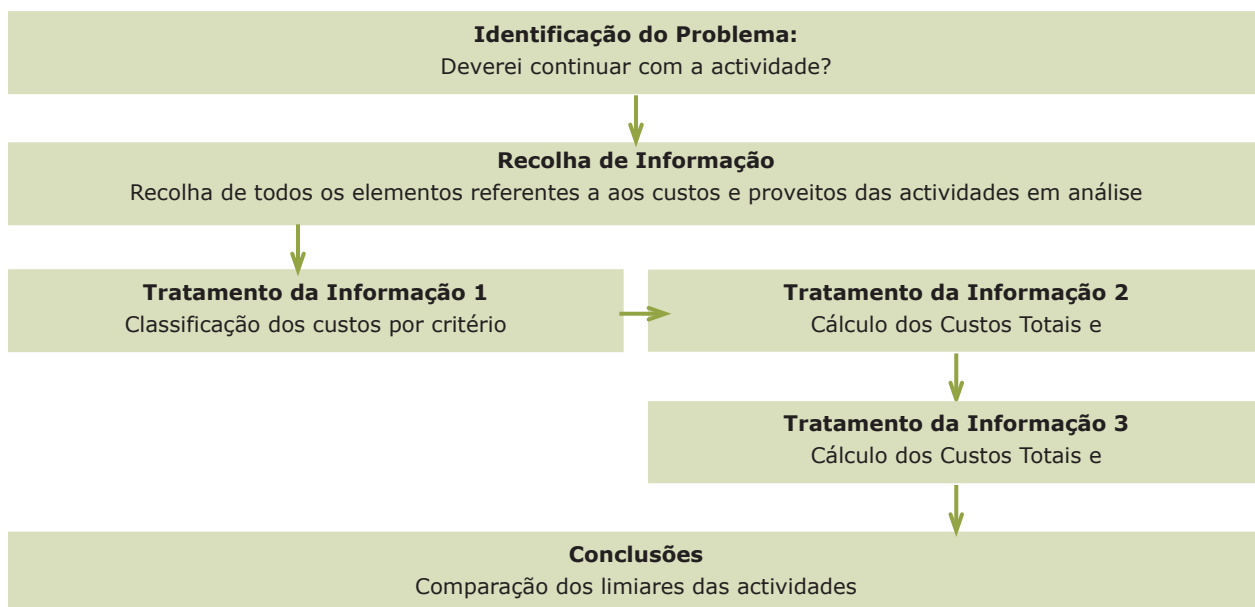 Identificação do Problema:
Deverei continuar com a actividade?
Recolha de Informação
Recolha de todos os elementos referentes a aos custos e proveitos das actividades em análise
Tratamento da Informação 1
Classificação dos custos por critério
Tratamento da Informação 2
Cálculo dos Custos Totais e
Tratamento da Informação 3
Cálculo dos Custos Totais e
Conclusões
Comparação dos limiares das actividades